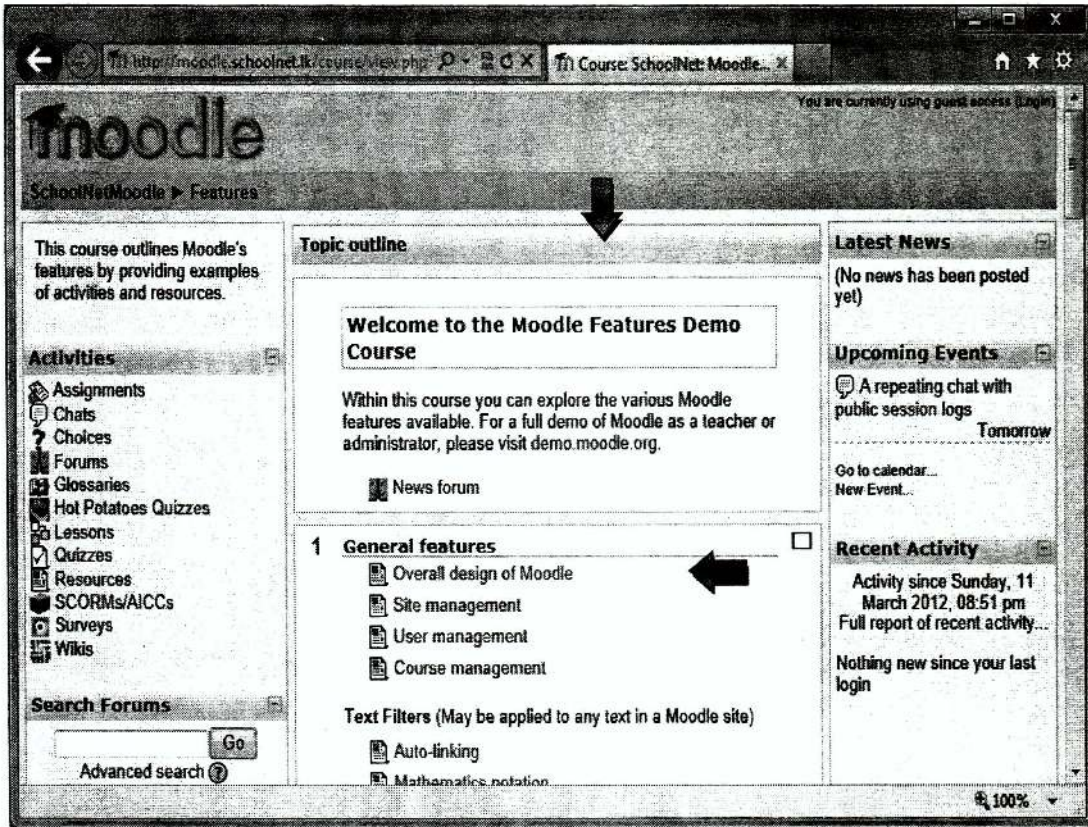 http://moodle.schoolnet.lk/course/view.php
Course: SchoolNet: Moodle...
You are currently using guest access (Login)
moodle
SchoolNetMoodle ► Features
This course outlines Moodle's
features by providing examples
of activities and resources.
Activities
Assignments
Chats
Choices
Forums
Glossaries
Hot Potatoes Quizzes
Lessons
Quizzes
Resources
SCORMs/AICCs
Surveys
Wikis
Search Forums
Go
Advanced search
Topic outline
Welcome to the Moodle Features Demo
Course
Within this course you can explore the various Moodle
features available. For a full demo of Moodle as a teacher or
administrator, please visit demo.moodle.org.
News forum
1 General features
Overall design of Moodle
Site management
User management
Course management
Text Filters (May be applied to any text in a Moodle site)
Auto-linking
Mathematics notation
Latest News
(No news has been posted
yet)
Upcoming Events
A repeating chat with
public session logs
Tomorrow
Go to calendar...
New Event...
Recent Activity
Activity since Sunday, 11
March 2012, 08:51 pm
Full report of recent activity...
Nothing new since your last
login
100%